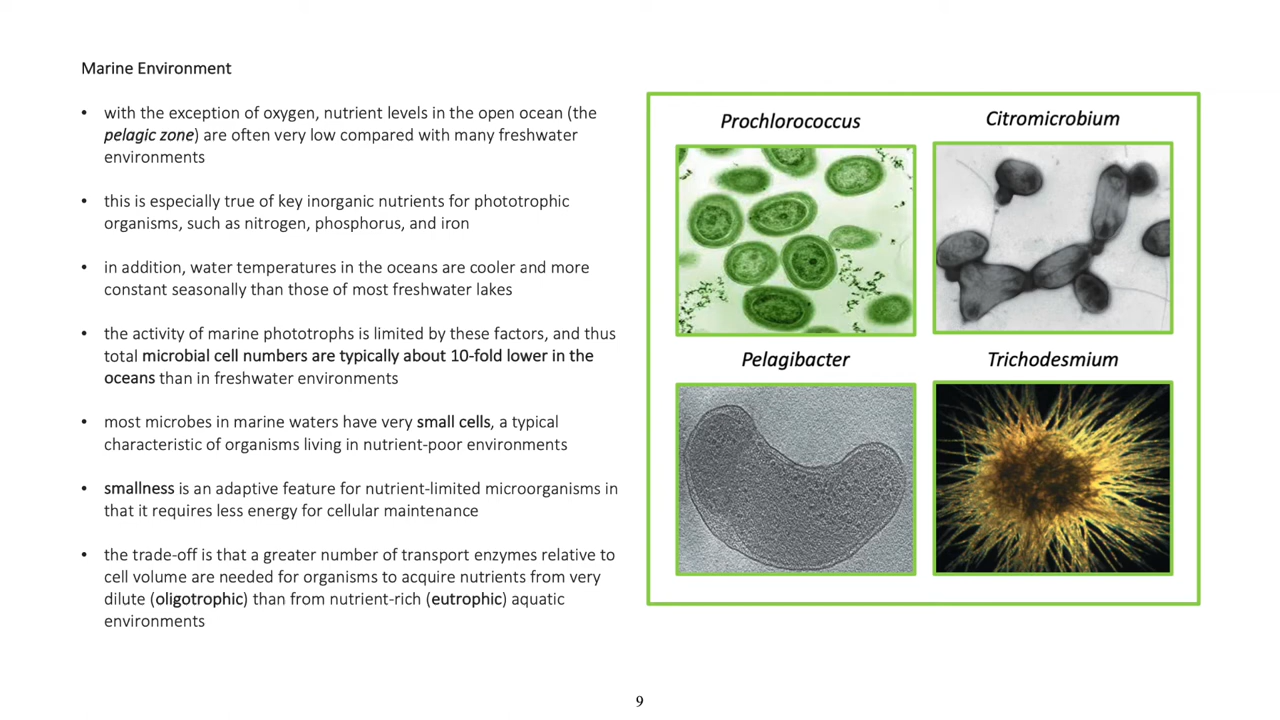 Marine Environment
• with the exception of oxygen, nutrient levels in the open ocean (the
pelagic zone) are often very low compared with many freshwater
environments
• this is especially true of key inorganic nutrients for phototrophic
organisms, such as nitrogen, phosphorus, and iron
• in addition, water temperatures in the oceans are cooler and more
constant seasonally than those of most freshwater lakes
• the activity of marine phototrophs is limited by these factors, and thus
total microbial cell numbers are typically about 10-fold lower in the
oceans than in freshwater environments
• most microbes in marine waters have very small cells, a typical
characteristic of organisms living in nutrient-poor environments
• smallness is an adaptive feature for nutrient-limited microorganisms in
that it requires less energy for cellular maintenance
• the trade-off is that a greater number of transport enzymes relative to
cell volume are needed for organisms to acquire nutrients from very
dilute (oligotrophic) than from nutrient-rich (eutrophic) aquatic
environments
Prochlorococcus
Citromicrobium
Pelagibacter
Trichodesmium
9